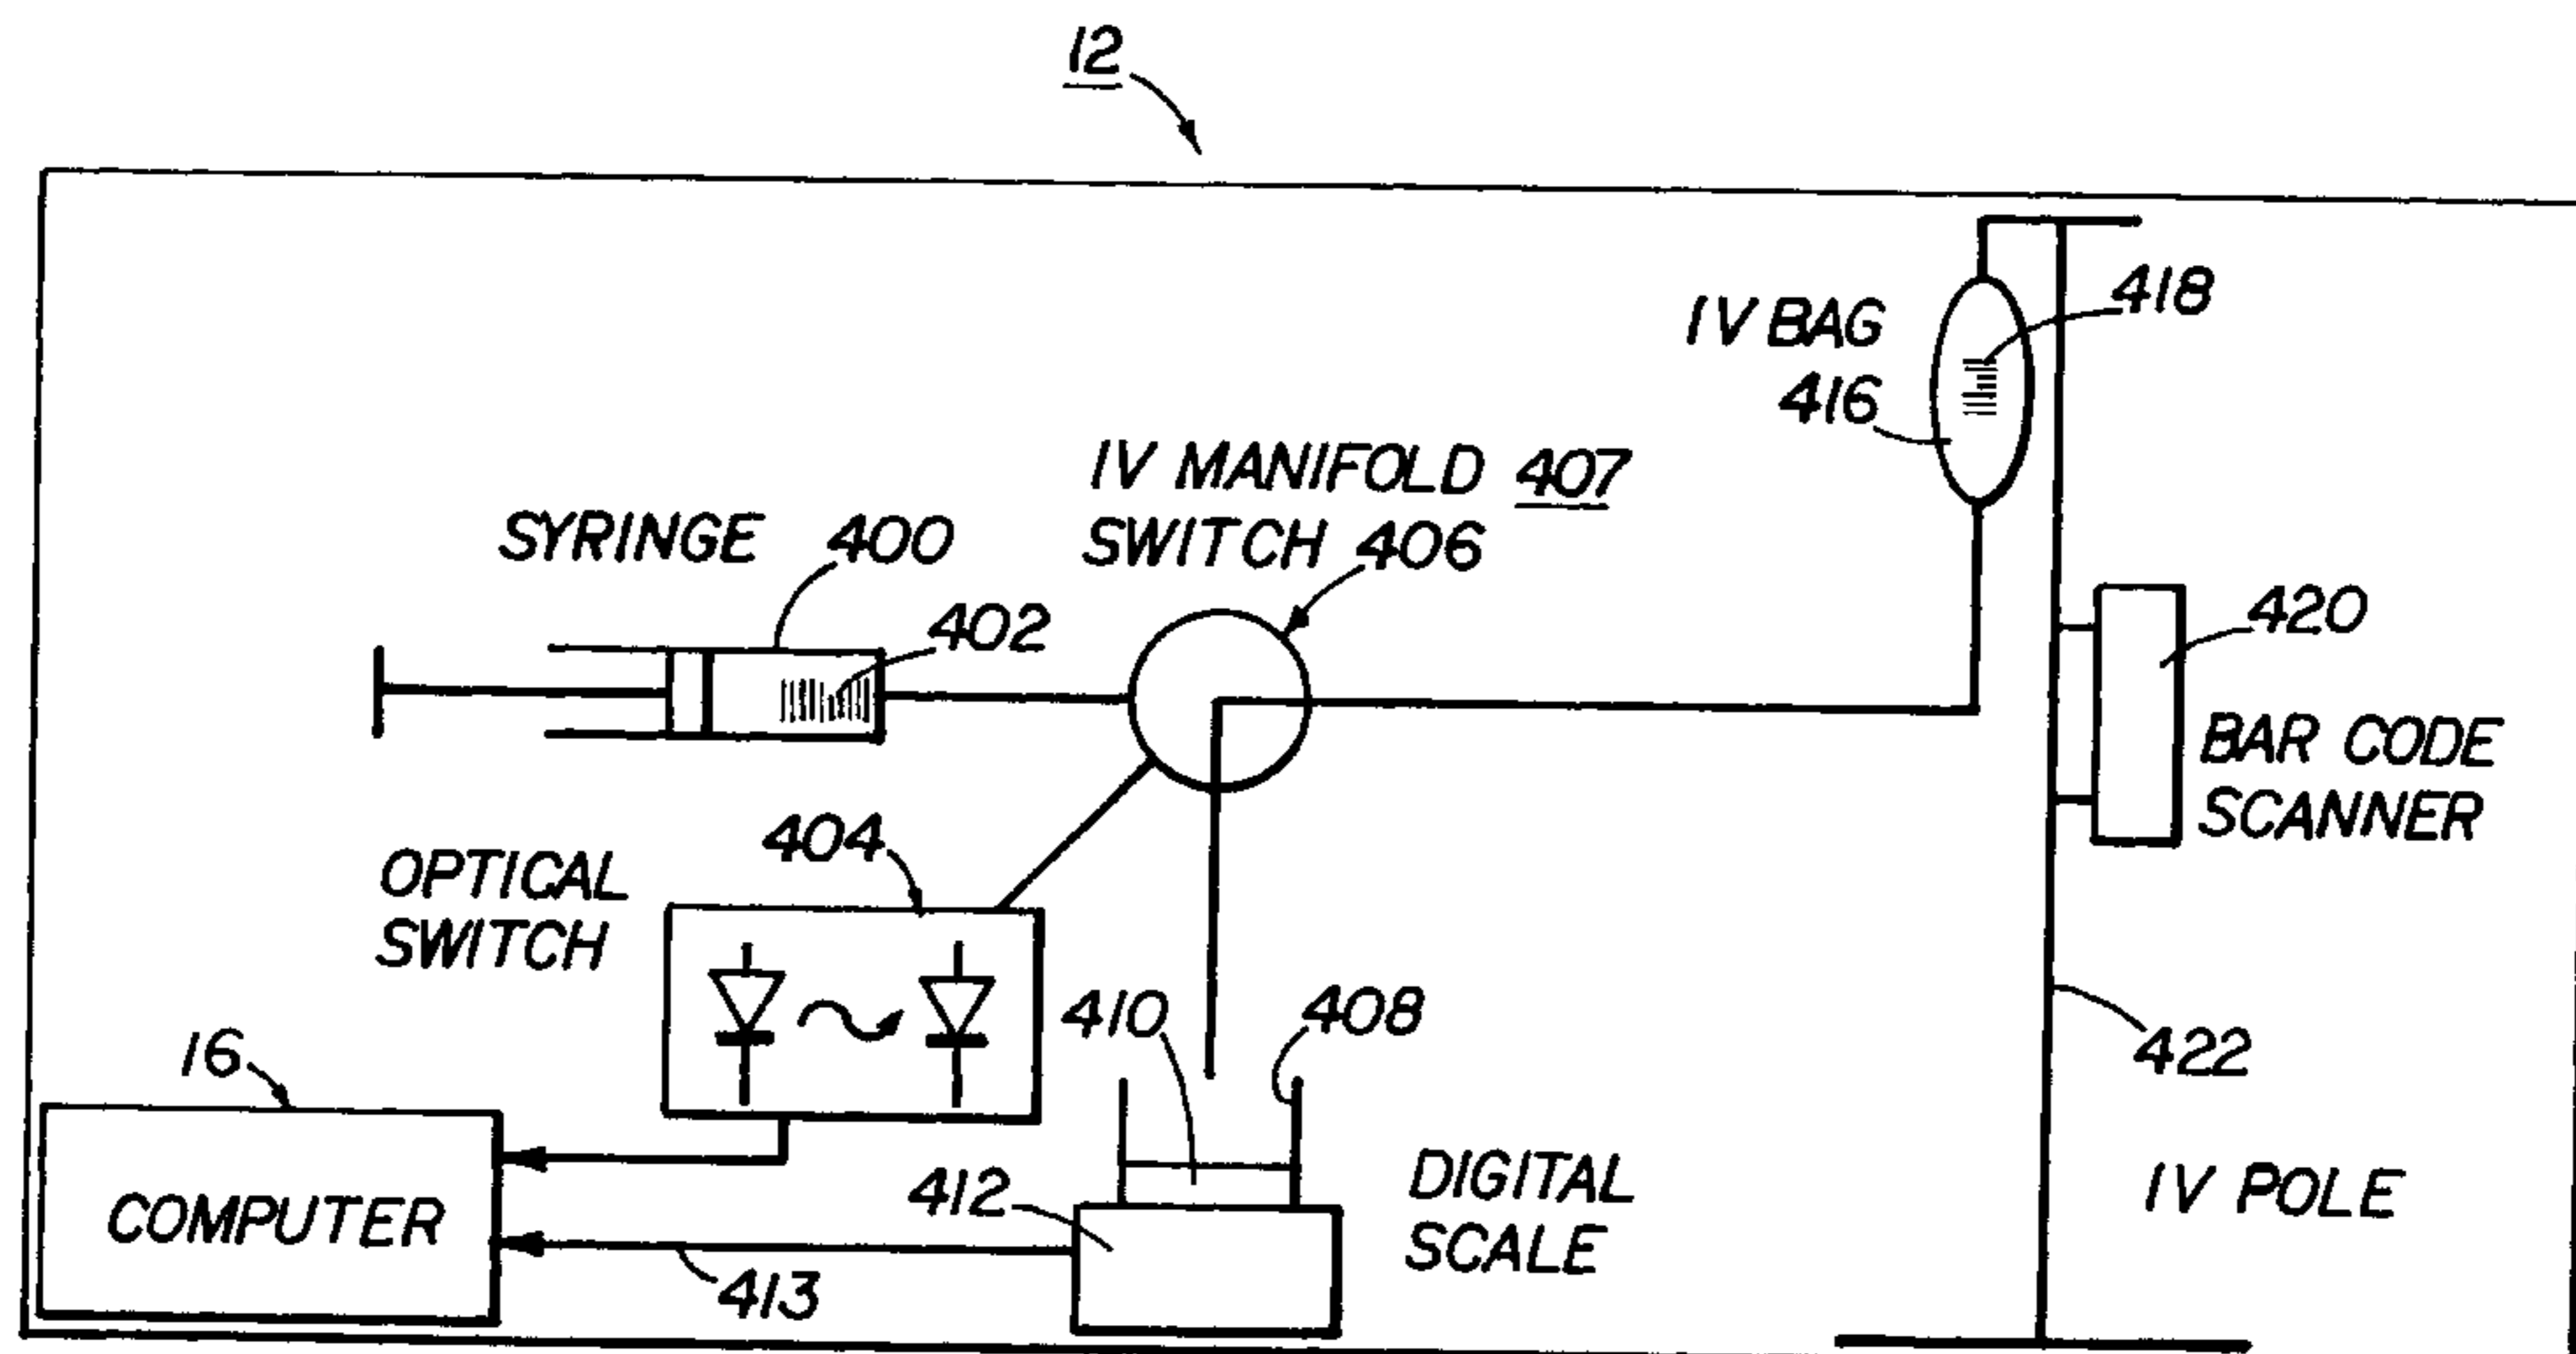 12
IV BAG
416
418
IV MANIFOLD 407
SWITCH 406
SYRINGE 400
402
420
BAR CODE
SCANNER
OPTICAL
SWITCH
404
410
408
422
16
COMPUTER
412
413
DIGITAL
SCALE
IV POLE